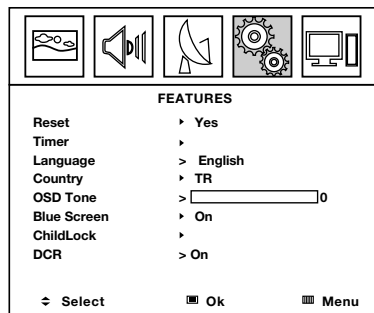 FEATURES
Reset ‣ Yes
Timer ‣
Language > English
Country ‣ TR
OSD Tone > 0
Blue Screen ‣ On
ChildLock ‣
DCR > On
Select Ok Menu